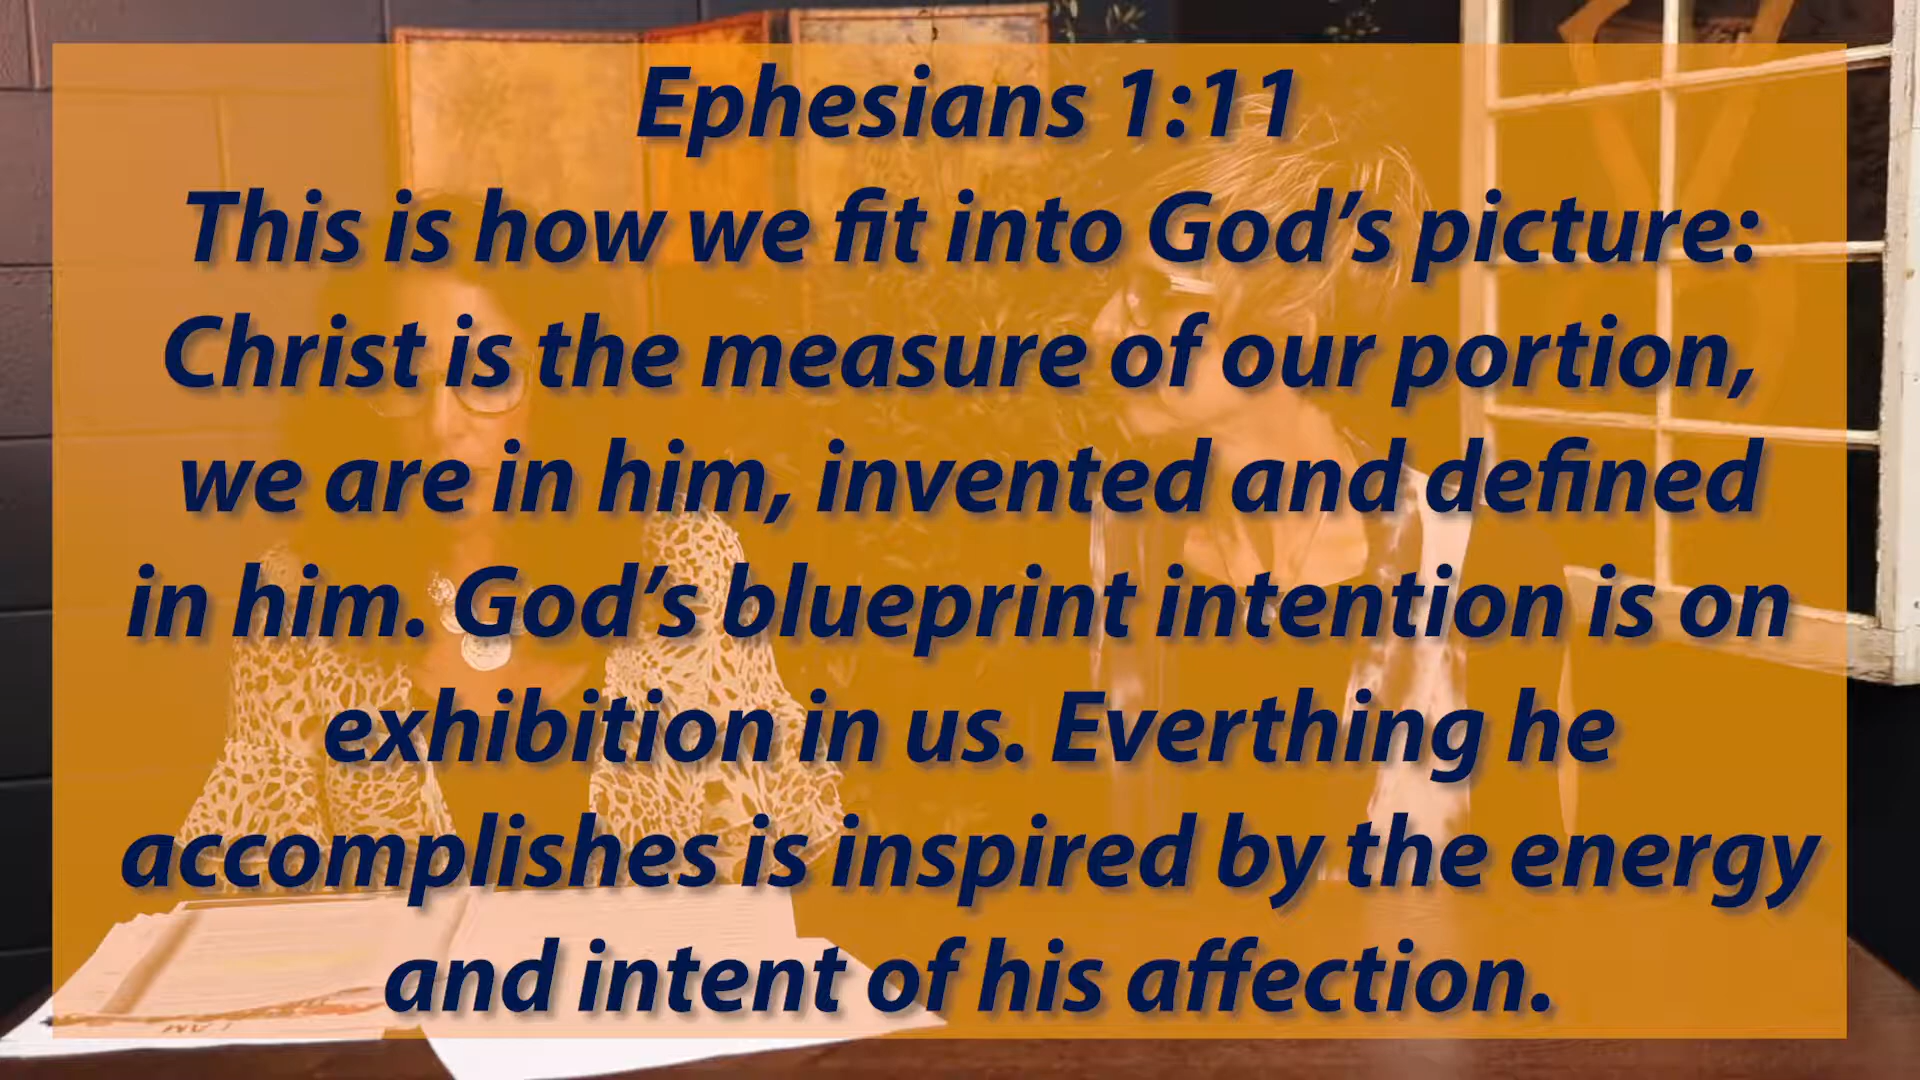 Ephesians 1:11
This is how we fit into God’s picture:
Christ is the measure of our portion,
we are in him, invented and defined
in him. God’s blueprint intention is on
exhibition in us. Everthing he
accomplishes is inspired by the energy
and intent of his affection.